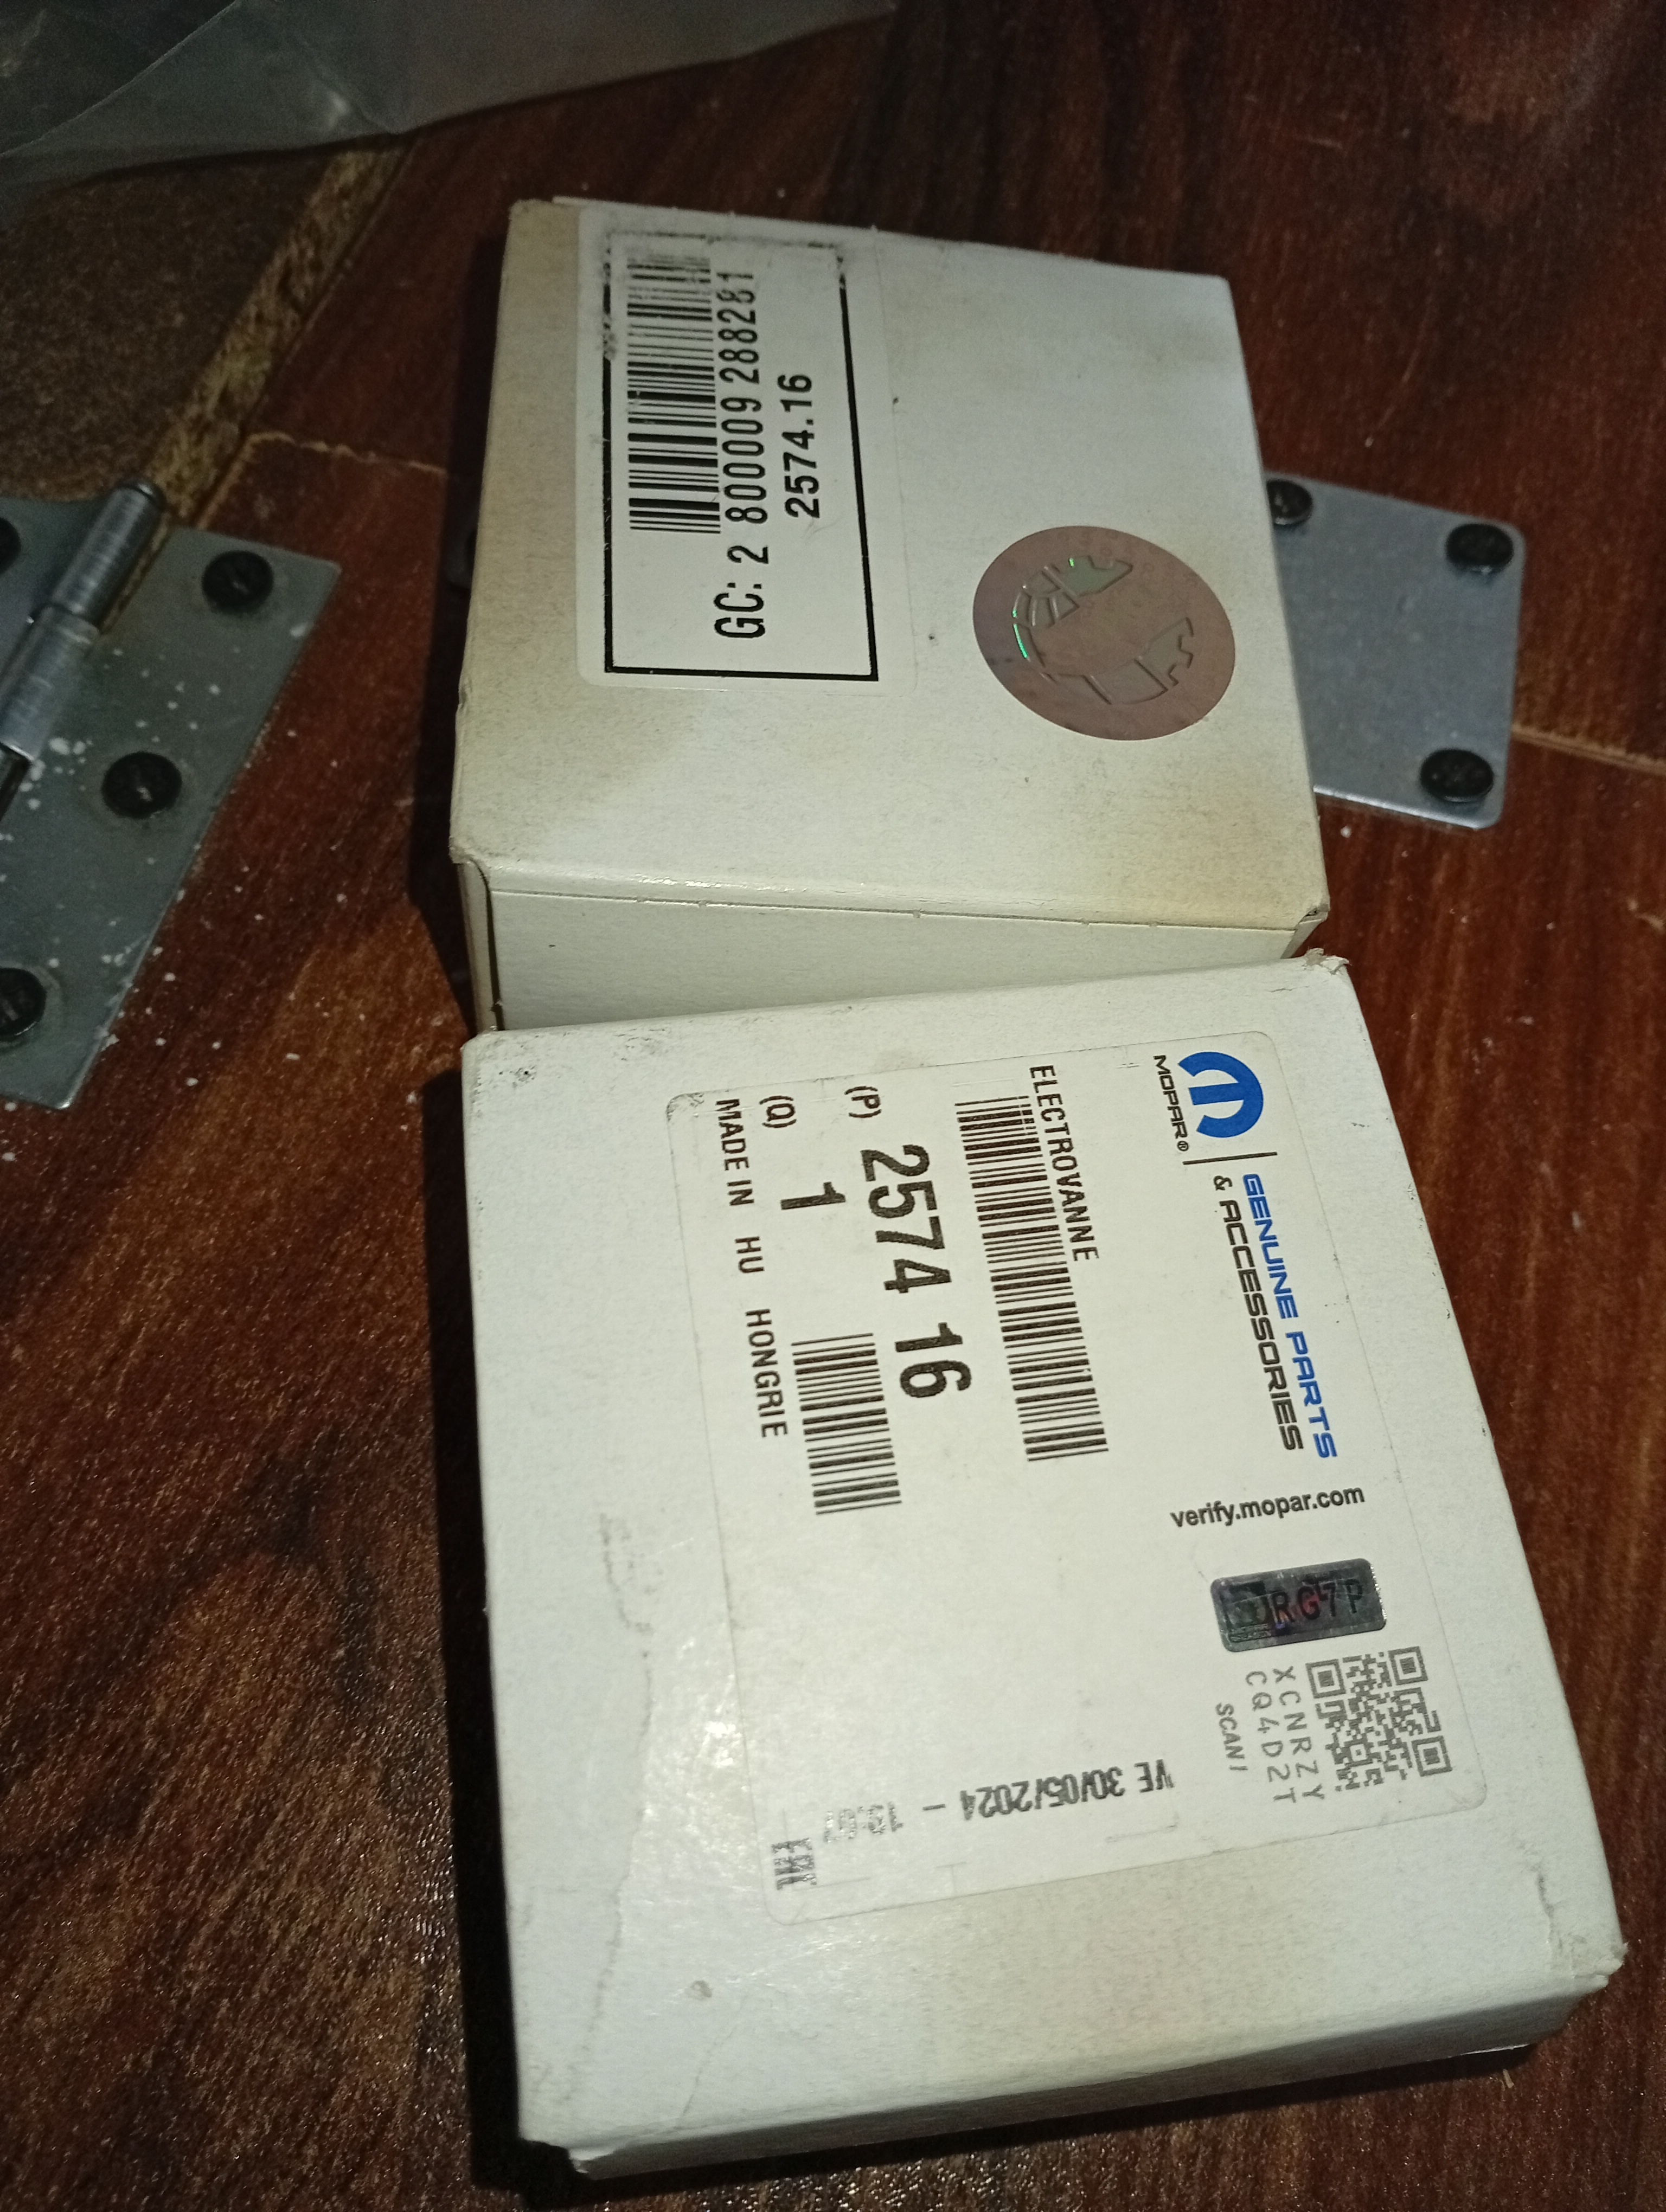 GC: 2 800009 288281
2574.16
MOPAR®
GENUINE PARTS
& ACCESSORIES
verify.mopar.com
RG7P
XCNRZY
CQ4D2T
SCAN
ELECTROVANNE
(P) 2574 16
(Q) 1
MADE IN HU HONGRIE
VE 30/05/2024 -